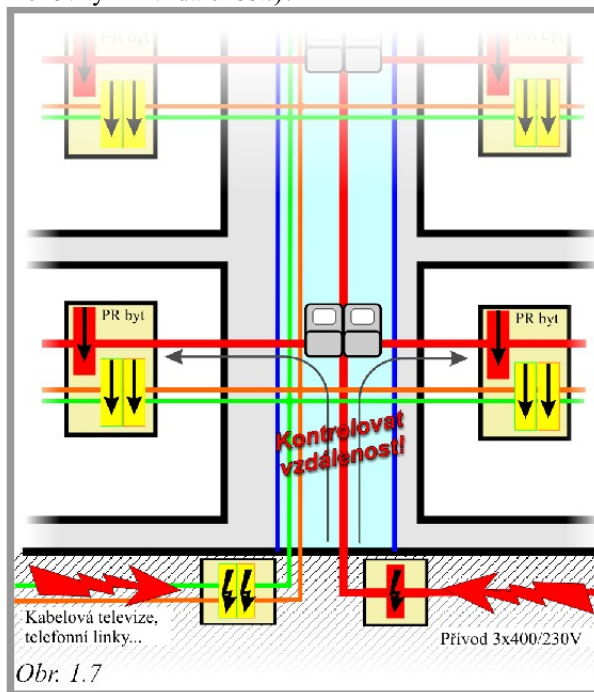 PR byt
PR byt
PR byt
PR byt
Kontrolovat
vzdálenost!
Kabelová televize,
telefonní linky...
Přívod 3x400/230V
Obr. 1.7